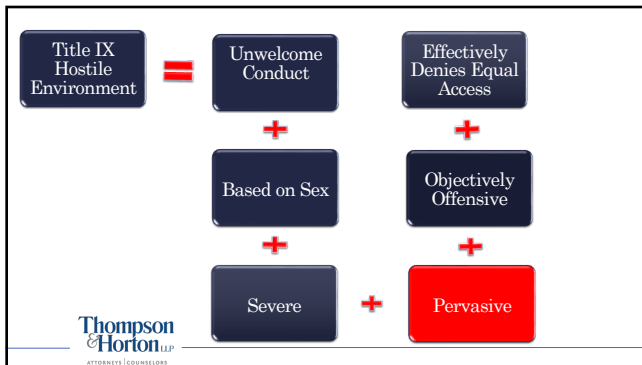 Title IX
Hostile
Environment
=
Unwelcome
Conduct
+
Based on Sex
+
Severe
+
Pervasive
+
Objectively
Offensive
+
Effectively
Denies Equal
Access
Thompson
& Horton LLP
ATTORNEYS | COUNSELORS